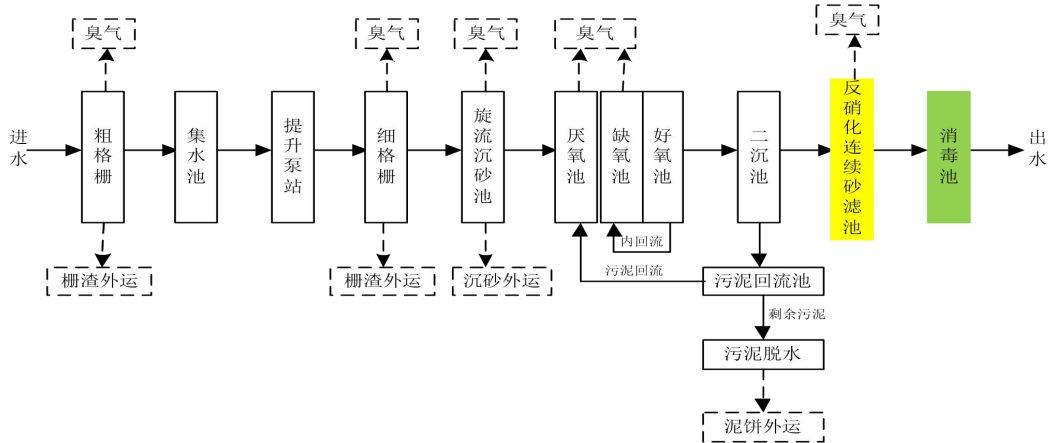 臭气
臭气
臭气
臭气
臭气
进水
粗格栅
集水池
提升泵站
细格栅
旋流沉砂池
厌氧池
缺氧池
好氧池
二沉池
反硝化连续砂滤池
消毒池
出水
内回流
栅渣外运
栅渣外运
沉砂外运
污泥回流
污泥回流池
剩余污泥
污泥脱水
泥饼外运